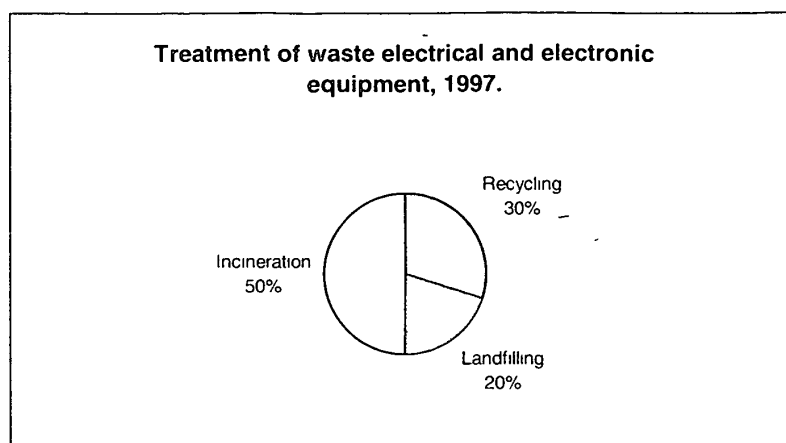 Treatment of waste electrical and electronic
equipment, 1997.
Recycling
30%
Incineration
50%
Landfilling
20%